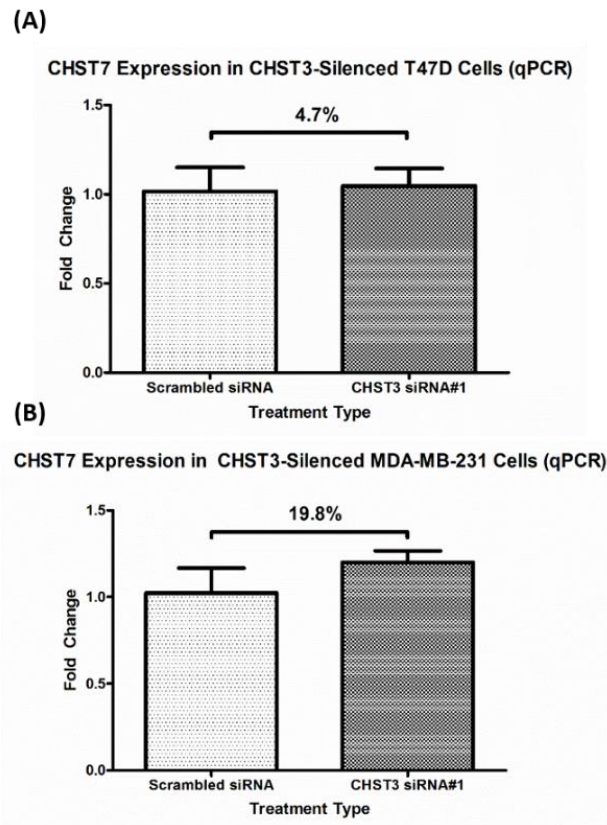 (A)
CHST7 Expression in CHST3-Silenced T47D Cells (qPCR)
4.7%
1.5
1.0
0.5
0.0
Fold Change
Scrambled siRNA
CHST3 siRNA#1
Treatment Type
(B)
CHST7 Expression in CHST3-Silenced MDA-MB-231 Cells (qPCR)
19.8%
1.5
1.0
0.5
0.0
Fold Change
Scrambled siRNA
CHST3 siRNA#1
Treatment Type